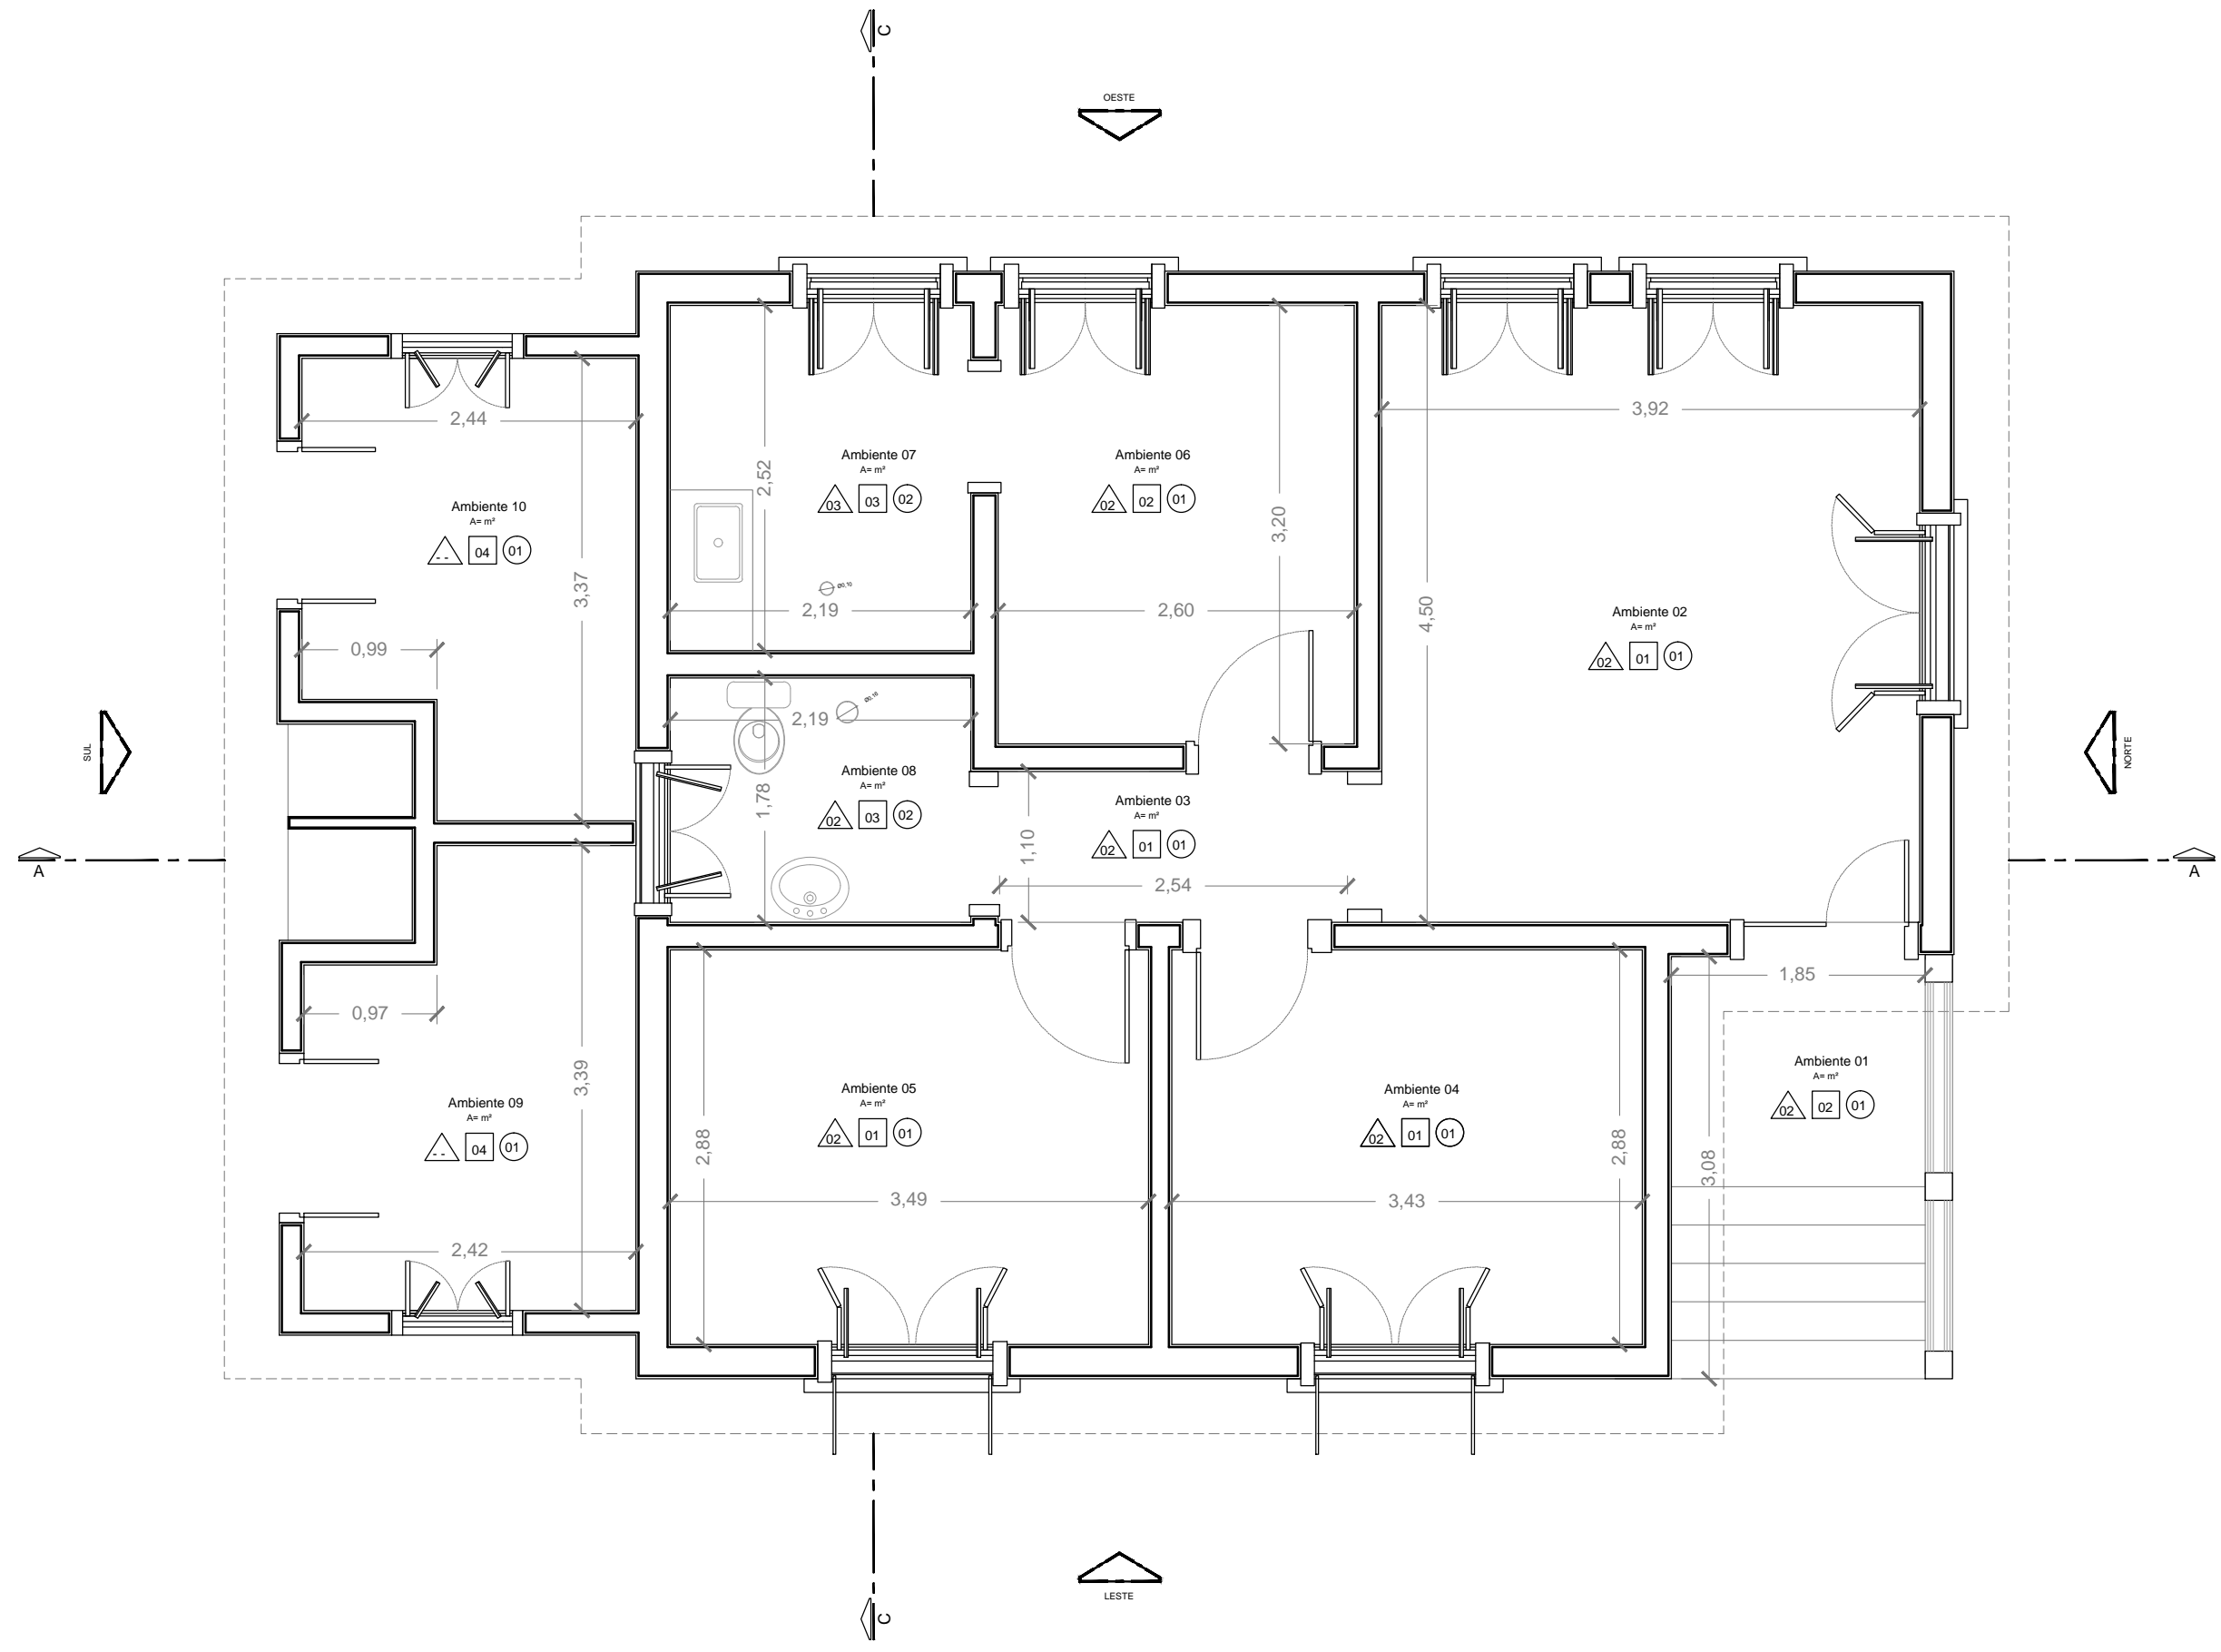 C
OESTE
2,44
3,92
Ambiente 07
A= m²
03 03 02
2,52
Ambiente 06
A= m²
02 02 01
Ambiente 10
A= m²
-- 04 01
3,20
3,37
2,19
Ø0,10
2,60
4,50
Ambiente 02
A= m²
02 01 01
0,99
2,19
Ø0,16
SUL
NORTE
Ambiente 08
A= m²
02 03 02
1,78
Ambiente 03
A= m²
02 01 01
1,10
2,54
A
A
1,85
0,97
3,39
Ambiente 09
A= m²
-- 04 01
2,42
Ambiente 05
A= m²
02 01 01
2,88
3,49
Ambiente 04
A= m²
02 01 01
2,88
3,43
Ambiente 01
A= m²
02 02 01
3,08
LESTE
C